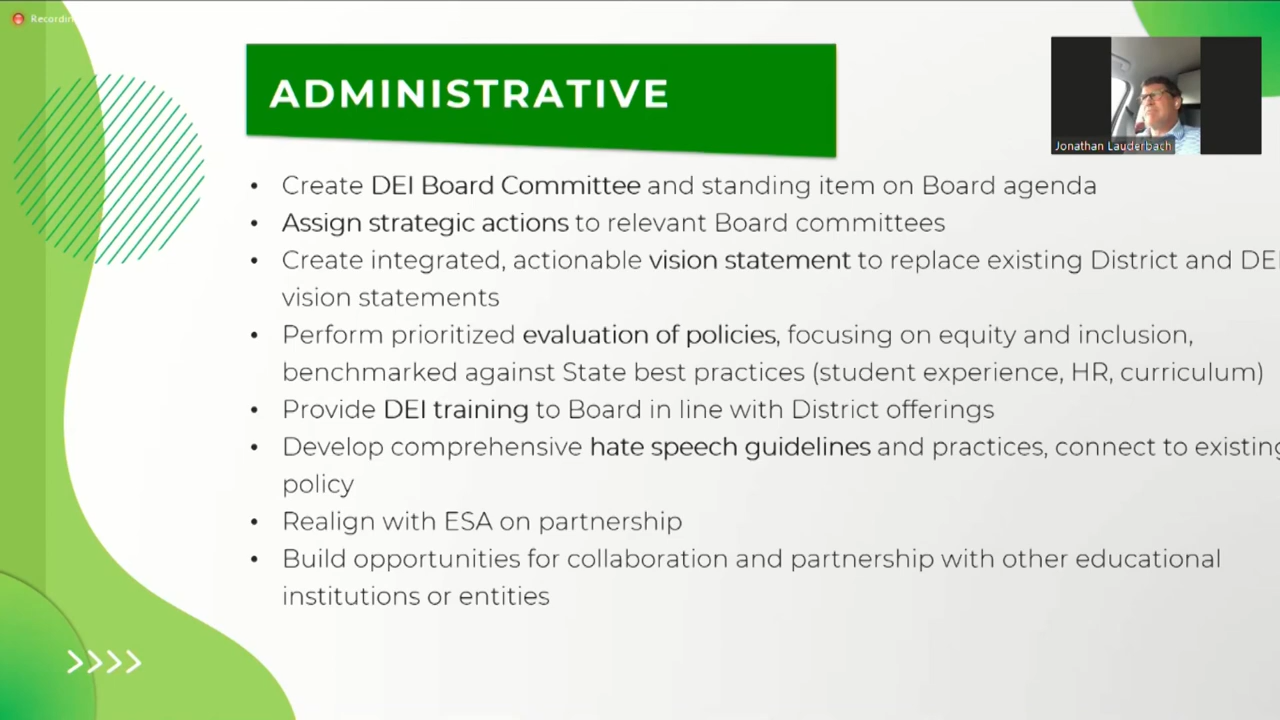 Recordin
ADMINISTRATIVE
Jonathan Lauderbach
• Create DEI Board Committee and standing item on Board agenda
• Assign strategic actions to relevant Board committees
• Create integrated, actionable vision statement to replace existing District and DEI
vision statements
• Perform prioritized evaluation of policies, focusing on equity and inclusion,
benchmarked against State best practices (student experience, HR, curriculum)
• Provide DEI training to Board in line with District offerings
• Develop comprehensive hate speech guidelines and practices, connect to existing
policy
• Realign with ESA on partnership
• Build opportunities for collaboration and partnership with other educational
institutions or entities